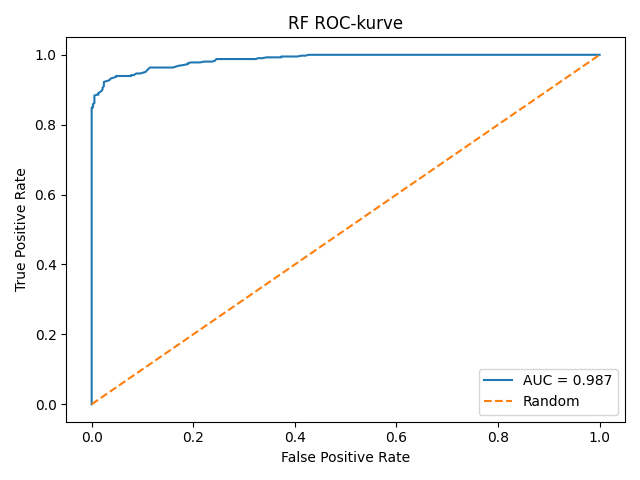 RF ROC-kurve
True Positive Rate
1.0
0.8
0.6
0.4
0.2
0.0
0.0 0.2 0.4 0.6 0.8 1.0
False Positive Rate
AUC = 0.987
Random